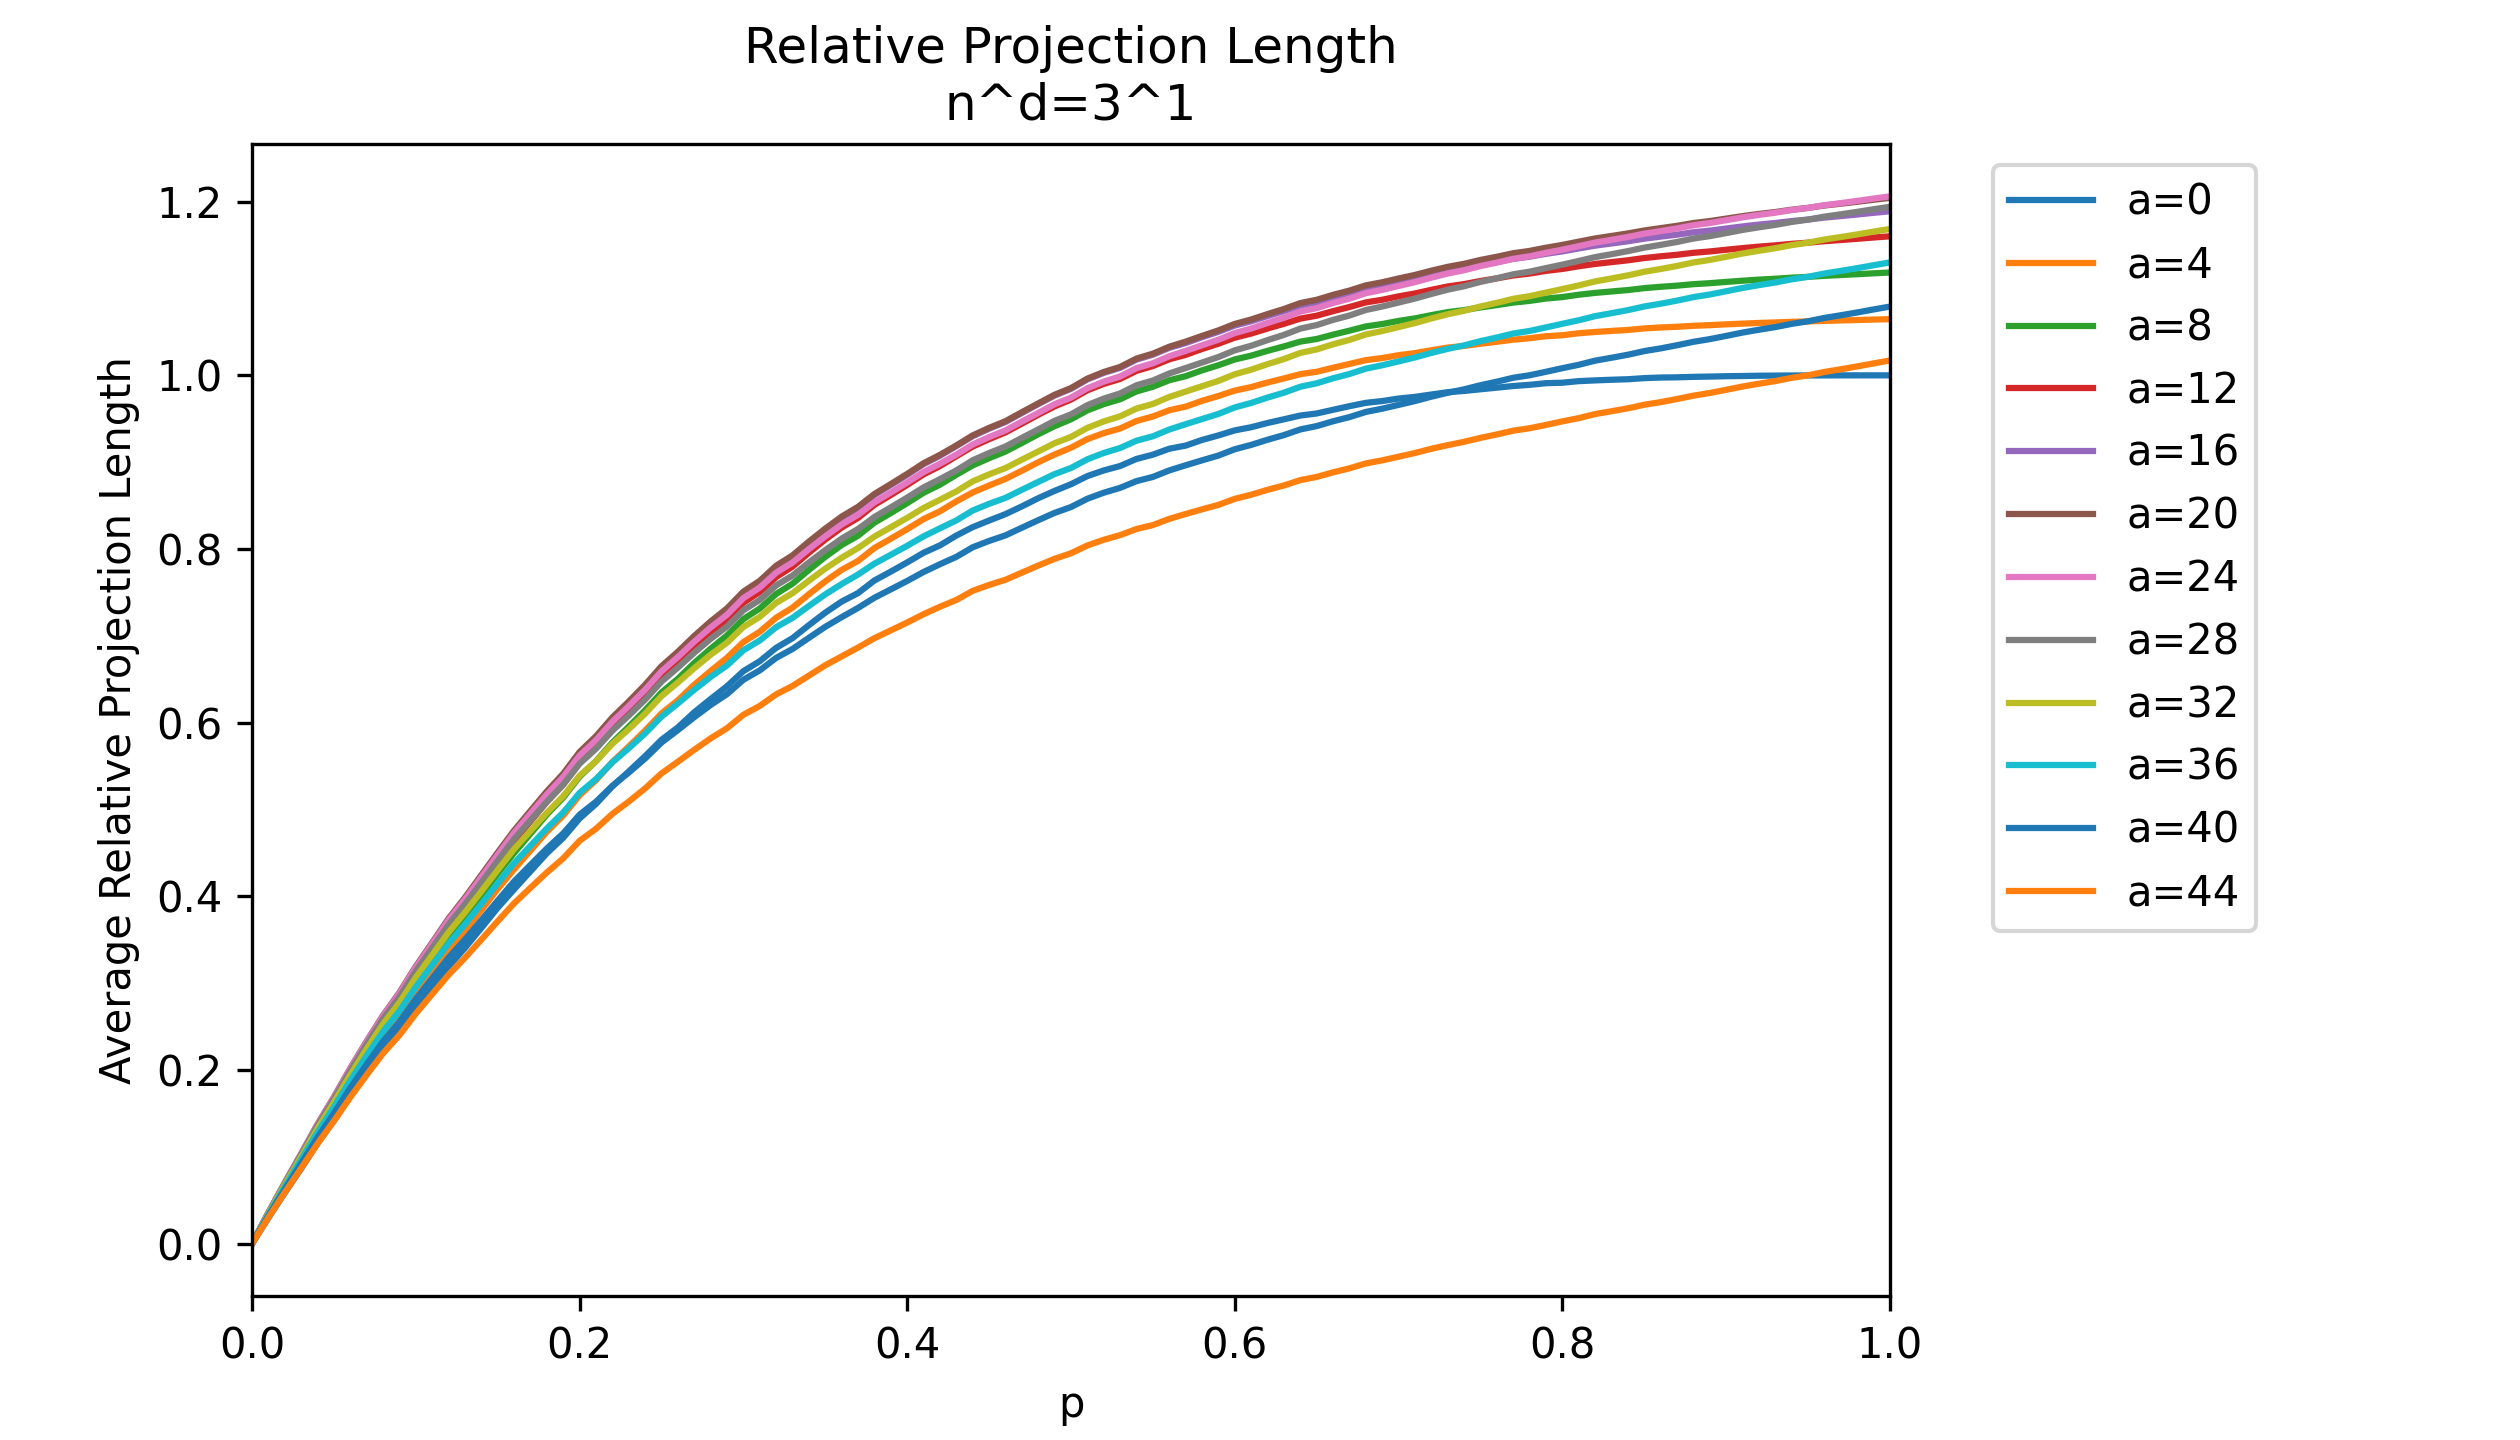 Relative Projection Length
n^d=3^1
Average Relative Projection Length
1.2
1.0
0.8
0.6
0.4
0.2
0.0
0.0 0.2 0.4 0.6 0.8 1.0
p
a=0
a=4
a=8
a=12
a=16
a=20
a=24
a=28
a=32
a=36
a=40
a=44